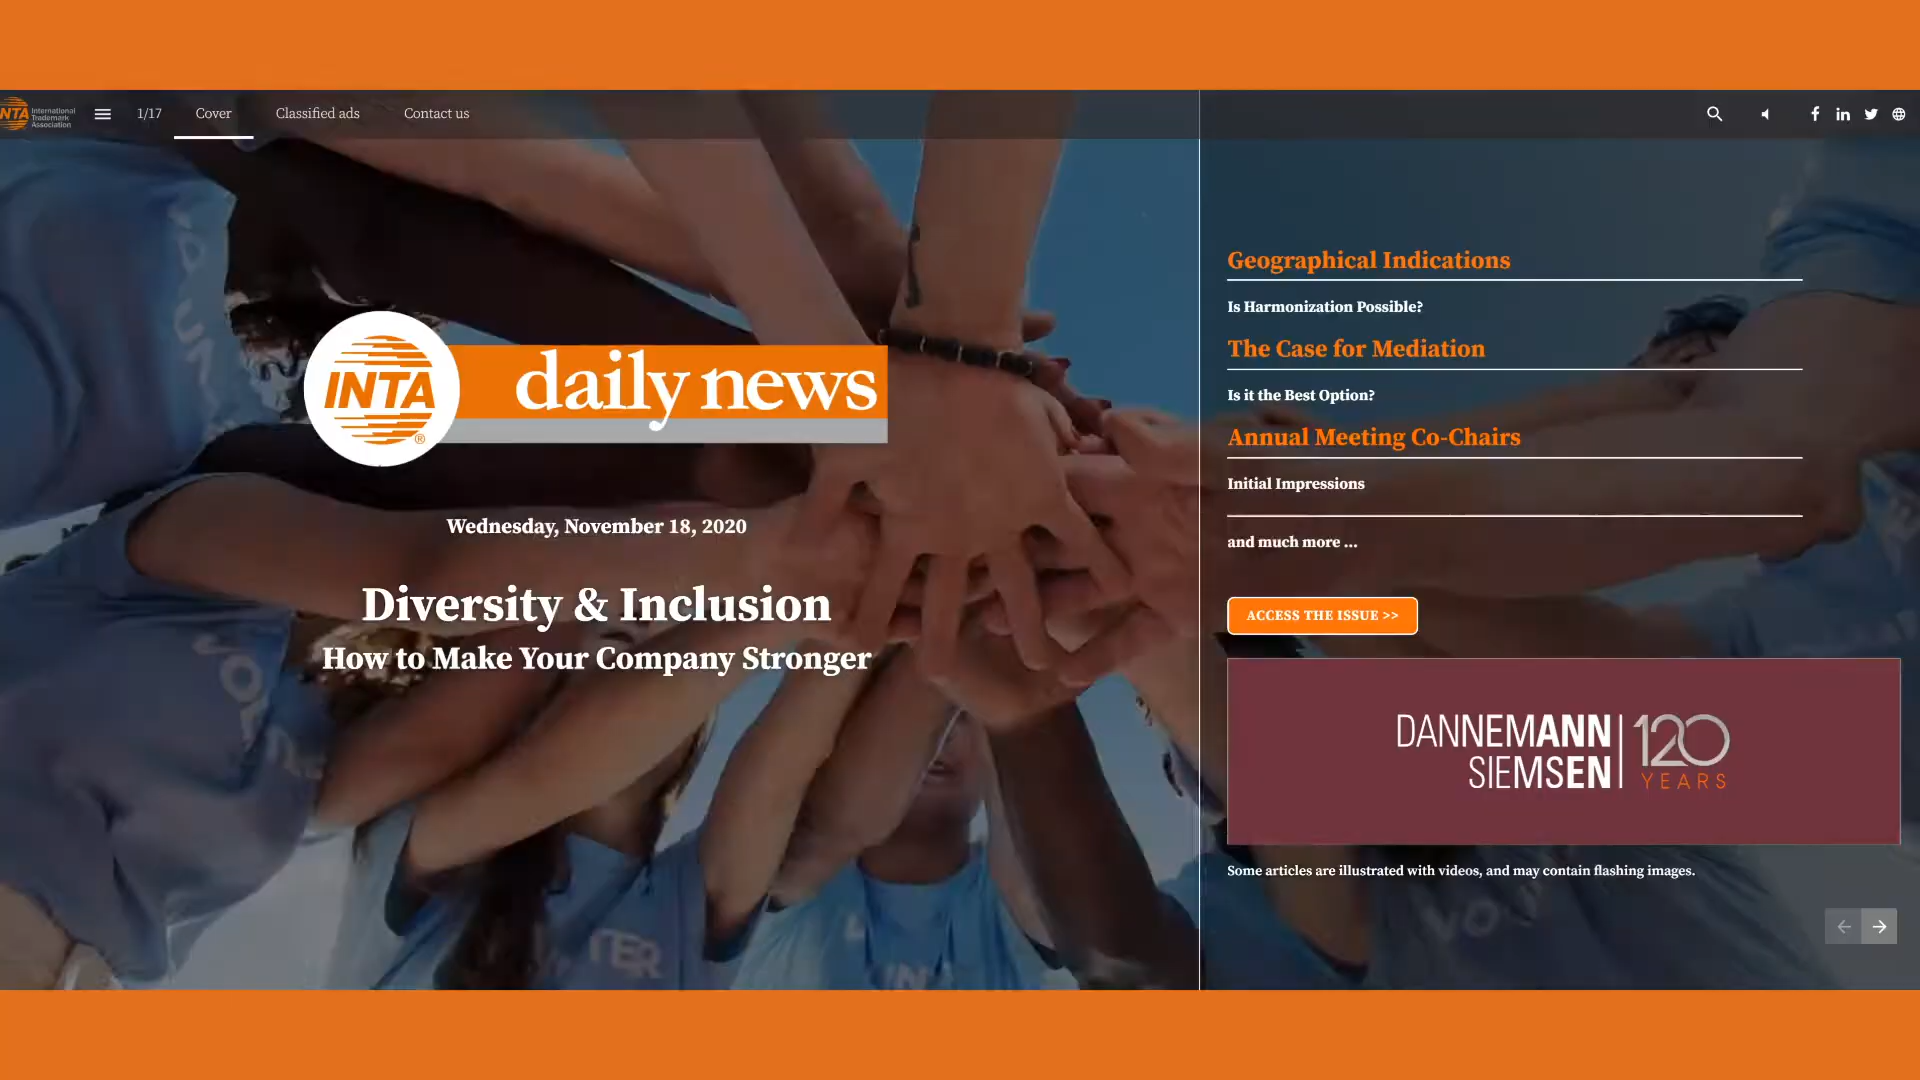 INTA
International
Trademark
Association
1/17
Cover
Classified ads
Contact us
INTA
®
daily news
Wednesday, November 18, 2020
Diversity & Inclusion
How to Make Your Company Stronger
Geographical Indications
Is Harmonization Possible?
The Case for Mediation
Is it the Best Option?
Annual Meeting Co-Chairs
Initial Impressions
and much more ...
ACCESS THE ISSUE >>
DANNEMANN
SIEMSEN
120
YEARS
Some articles are illustrated with videos, and may contain flashing images.